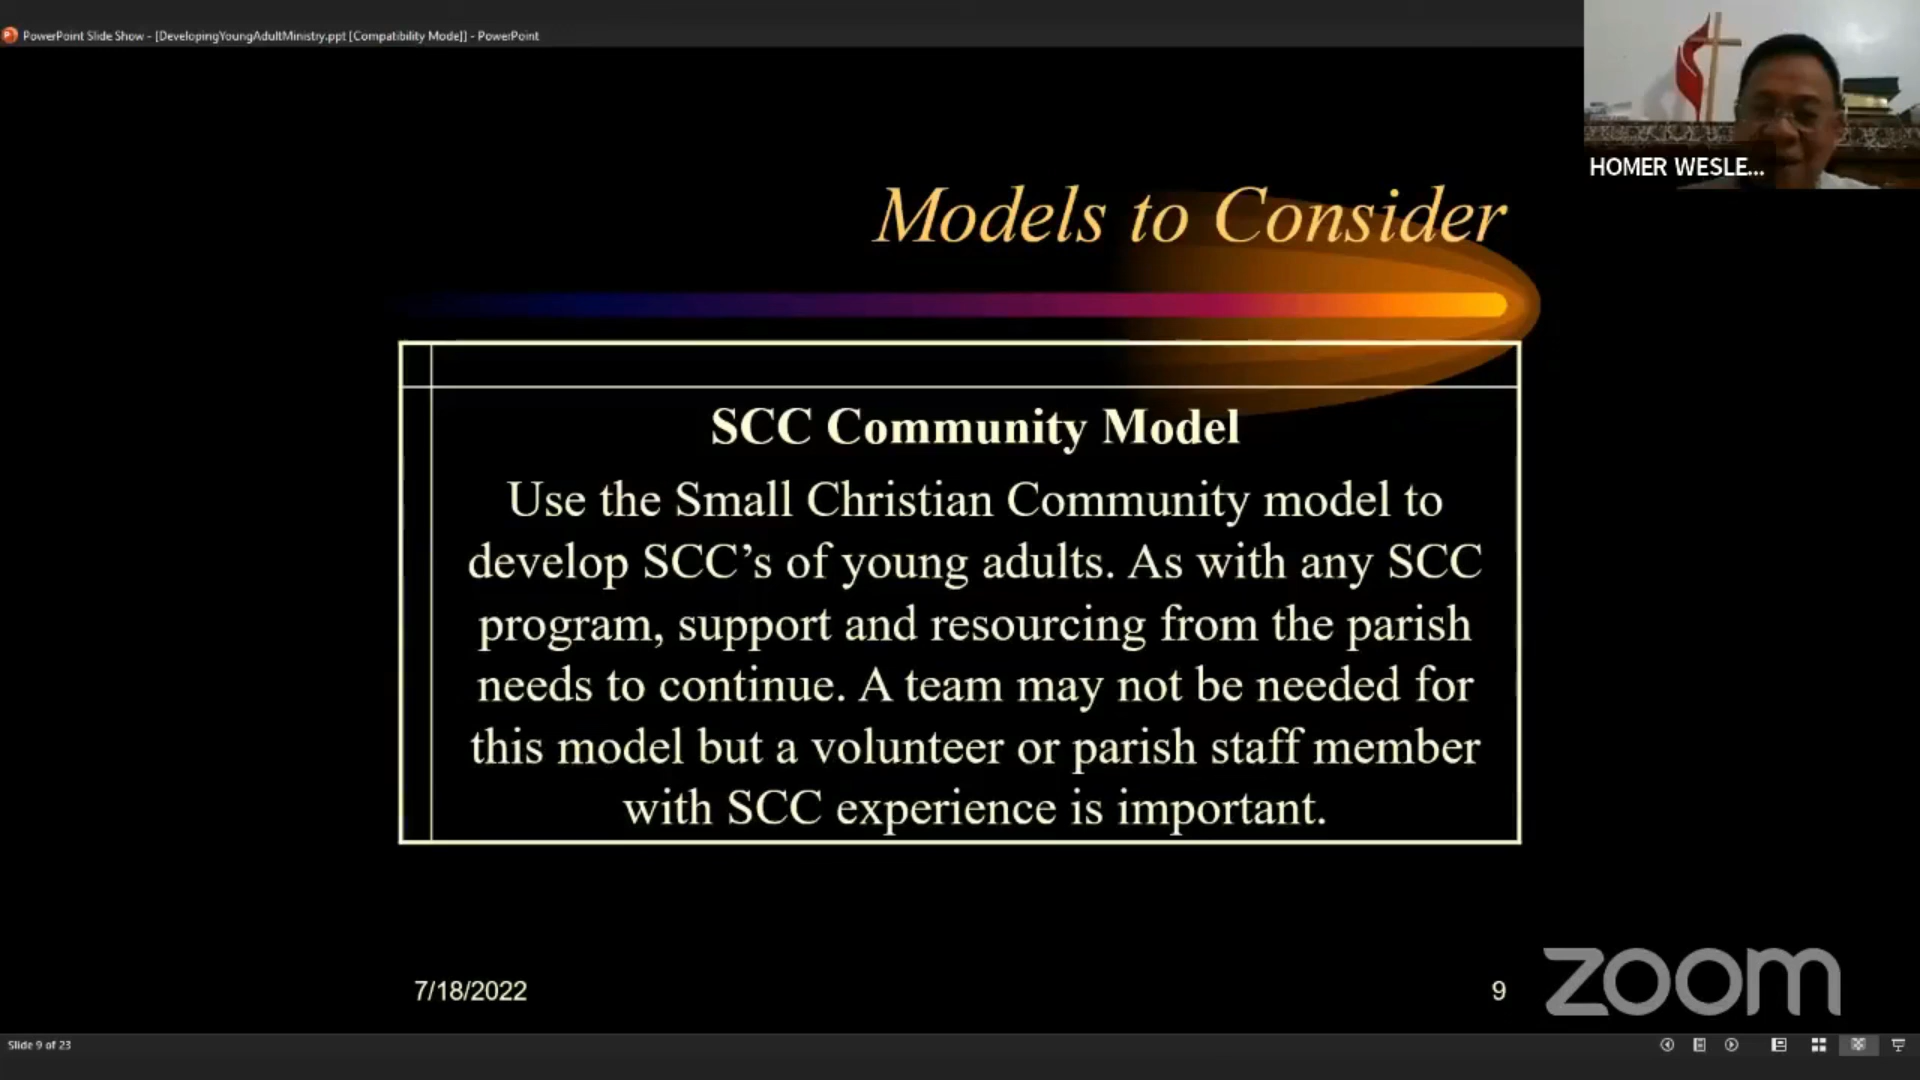 PowerPoint Slide Show - [DevelopingYoungAdultMinistry.ppt [Compatibility Mode]] - PowerPoint
HOMER WESLE...
Models to Consider
SCC Community Model
Use the Small Christian Community model to
develop SCC’s of young adults. As with any SCC
program, support and resourcing from the parish
needs to continue. A team may not be needed for
this model but a volunteer or parish staff member
with SCC experience is important.
7/18/2022
9
zoom
Slide 9 of 23